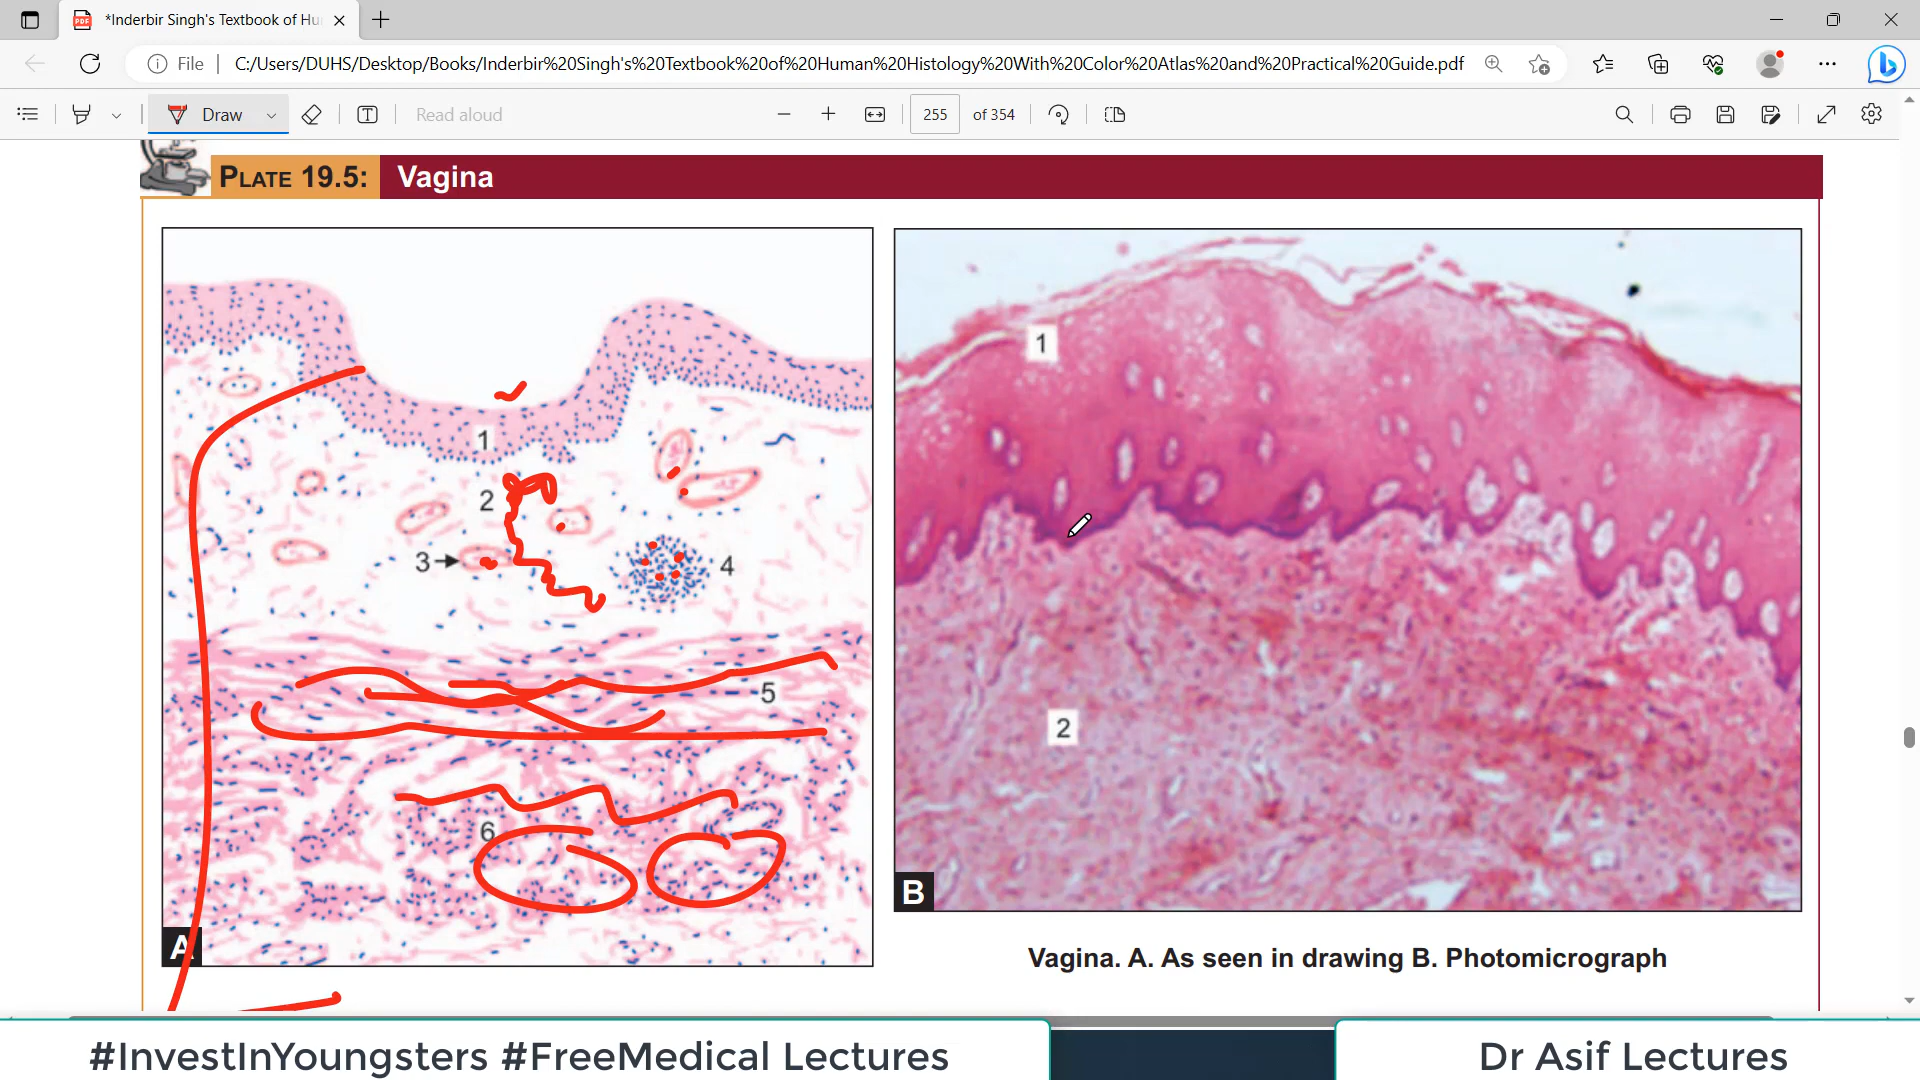 *Inderbir Singh's Textbook of Hu
File
C:/Users/DUHS/Desktop/Books/Inderbir%20Singh's%20Textbook%20of%20Human%20Histology%20With%20Color%20Atlas%20and%20Practical%20Guide.pdf
Draw
Read aloud
255 of 354
PLATE 19.5: Vagina
1
2
3
4
5
6
A
1
2
B
Vagina. A. As seen in drawing B. Photomicrograph
#InvestInYoungsters #FreeMedical Lectures
Dr Asif Lectures